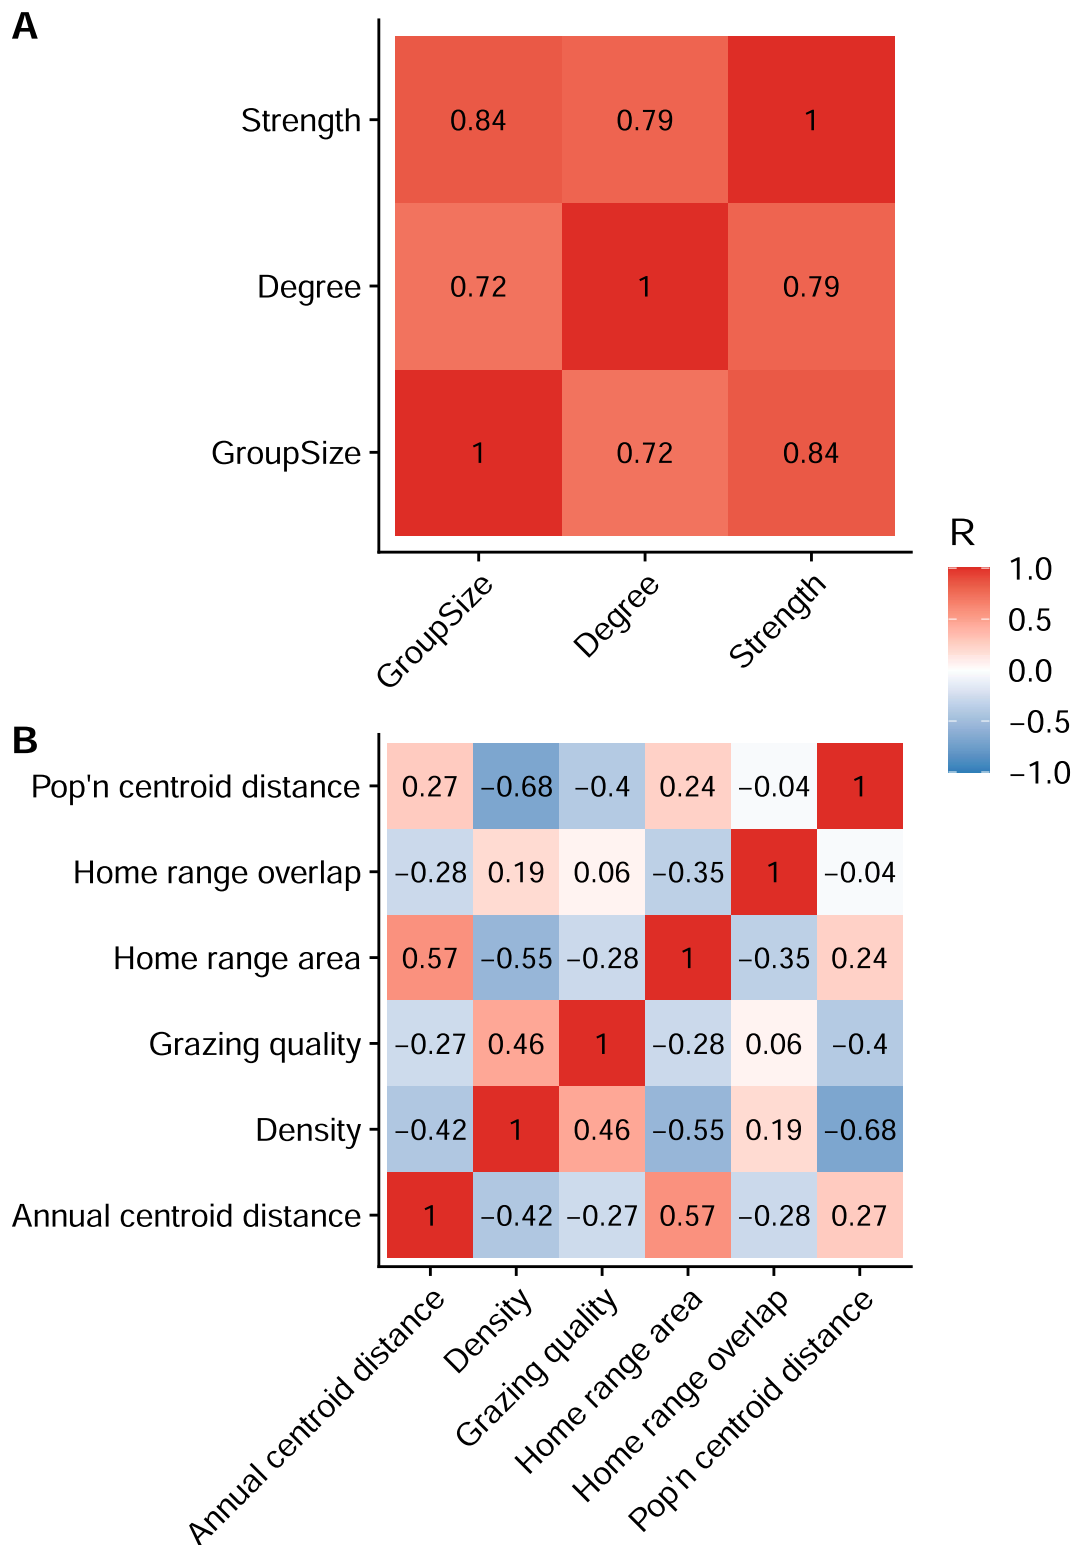 A
Strength 0.84 0.79 1
Degree 0.72 1 0.79
GroupSize 1 0.72 0.84
GroupSize Degree Strength
R
1.0
0.5
0.0
−0.5
−1.0
B
Pop'n centroid distance 0.27 −0.68 −0.4 0.24 −0.04 1
Home range overlap −0.28 0.19 0.06 −0.35 1 −0.04
Home range area 0.57 −0.55 −0.28 1 −0.35 0.24
Grazing quality −0.27 0.46 1 −0.28 0.06 −0.4
Density −0.42 1 0.46 −0.55 0.19 −0.68
Annual centroid distance 1 −0.42 −0.27 0.57 −0.28 0.27
Annual centroid distance Density Grazing quality Home range area Home range overlap Pop'n centroid distance